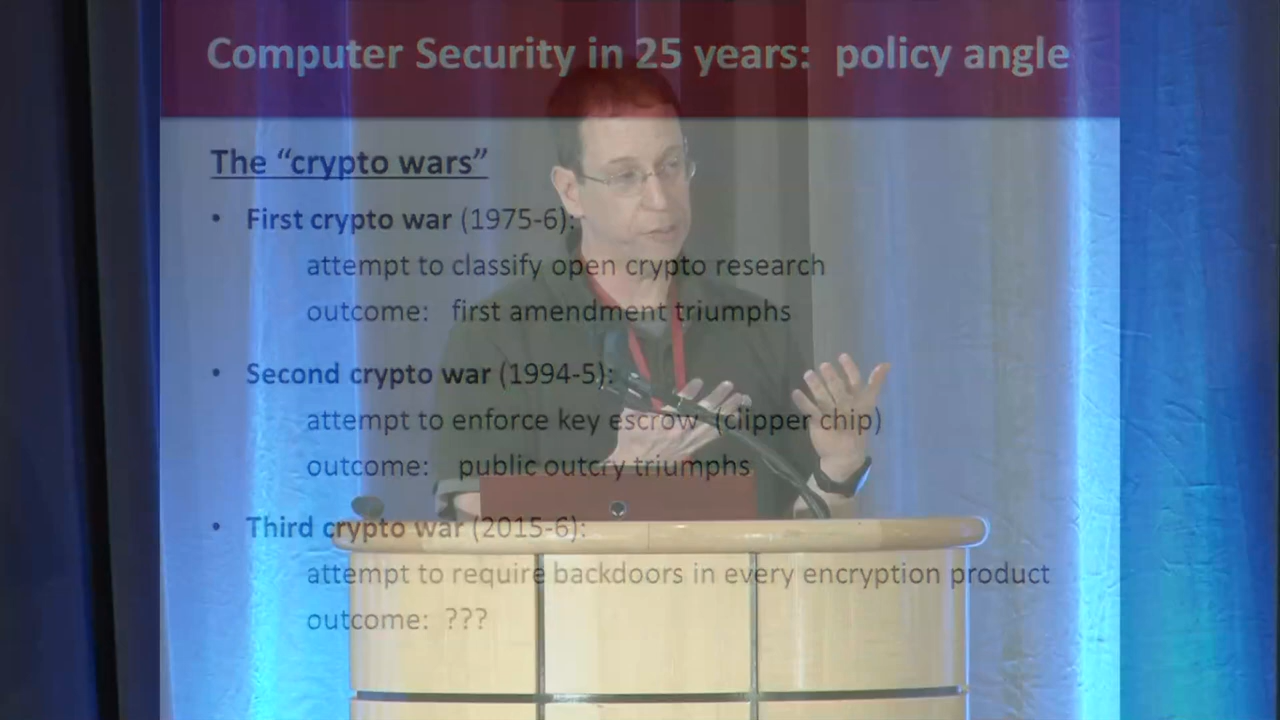 Computer Security in 25 years: policy angle
The “crypto wars”
• First crypto war (1975-6):
attempt to classify open crypto research
outcome: first amendment triumphs
• Second crypto war (1994-5):
attempt to enforce key escrow (clipper chip)
outcome: public outcry triumphs
• Third crypto war (2015-6):
attempt to require backdoors in every encryption product
outcome: ???